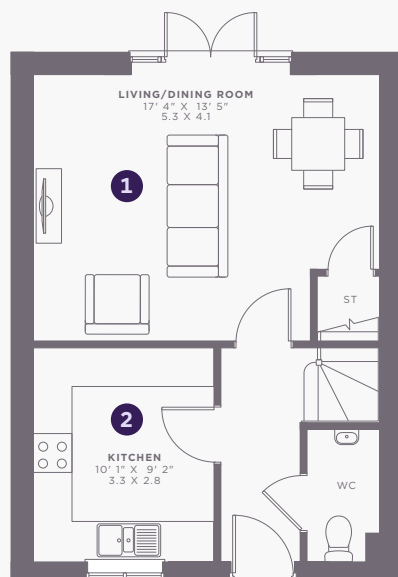 LIVING/DINING ROOM
17' 4" X 13' 5"
5.3 X 4.1
1
ST
2
KITCHEN
10' 1" X 9' 2"
3.3 X 2.8
WC